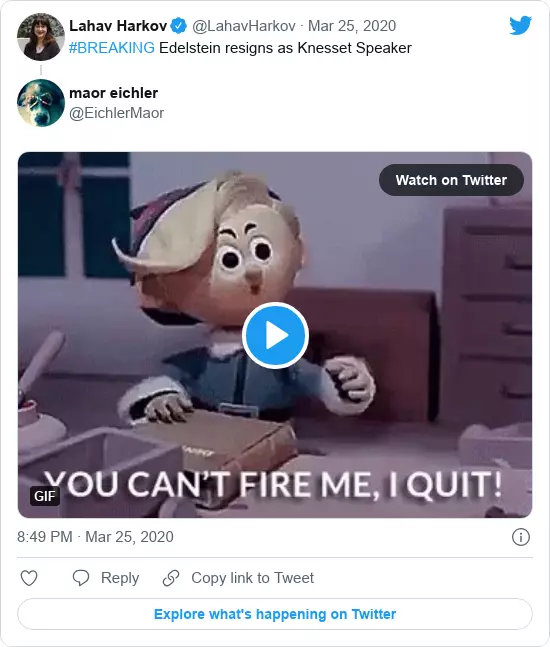 Lahav Harkov @LahavHarkov · Mar 25, 2020
#BREAKING Edelstein resigns as Knesset Speaker
maor eichler
@EichlerMaor
Watch on Twitter
YOU CAN'T FIRE ME, I QUIT!
GIF
8:49 PM · Mar 25, 2020
Reply
Copy link to Tweet
Explore what's happening on Twitter